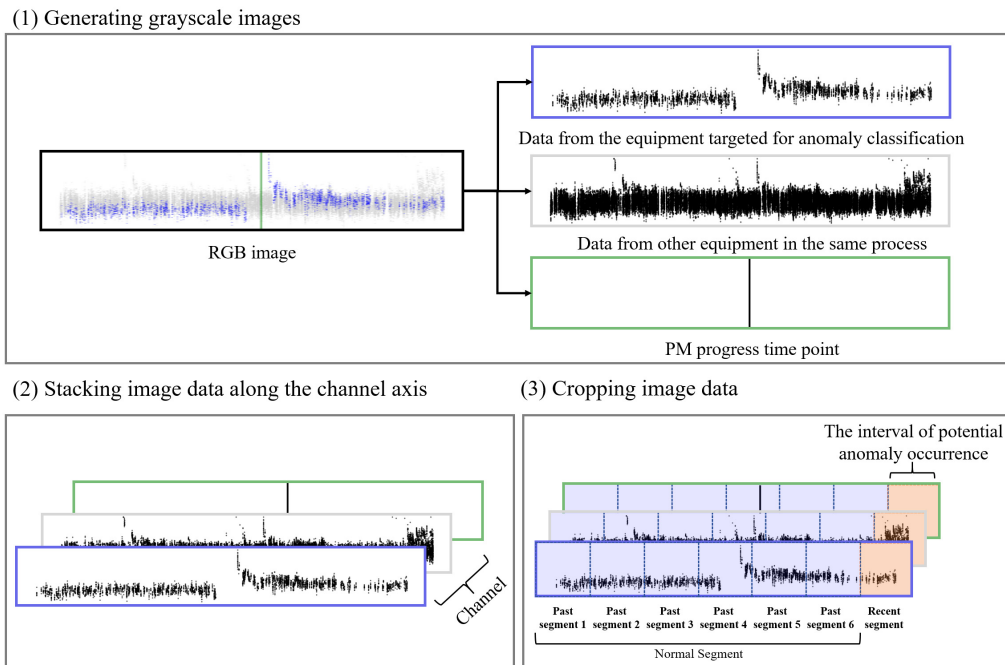 (1) Generating grayscale images
Data from the equipment targeted for anomaly classification
RGB image
Data from other equipment in the same process
PM progress time point
(2) Stacking image data along the channel axis
Channel
(3) Cropping image data
The interval of potential
anomaly occurrence
Past
segment 1
Past
segment 2
Past
segment 3
Past
segment 4
Past
segment 5
Past
segment 6
Recent
segment
Normal Segment